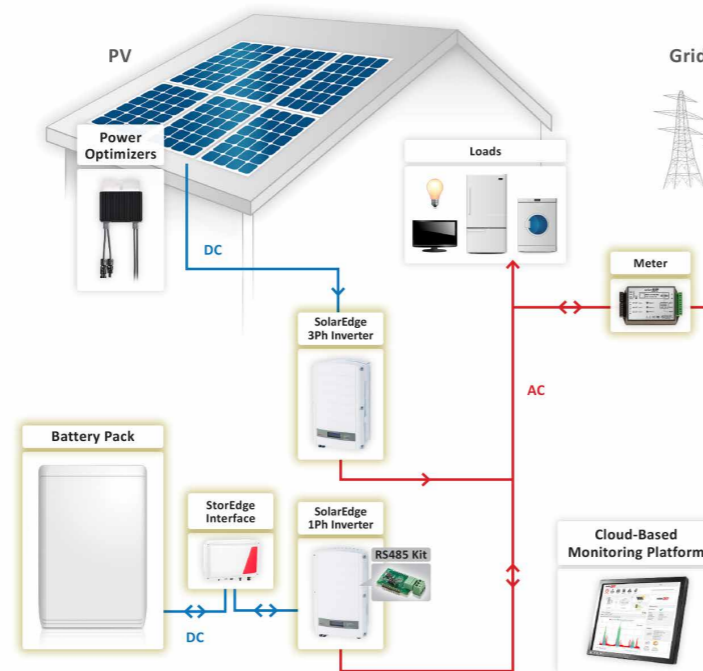 PV
Grid
Power
Optimizers
Loads
DC
Meter
SolarEdge
3Ph Inverter
AC
Battery Pack
StorEdge
Interface
SolarEdge
1Ph Inverter
RS485 Kit
Cloud-Based
Monitoring Platform
DC